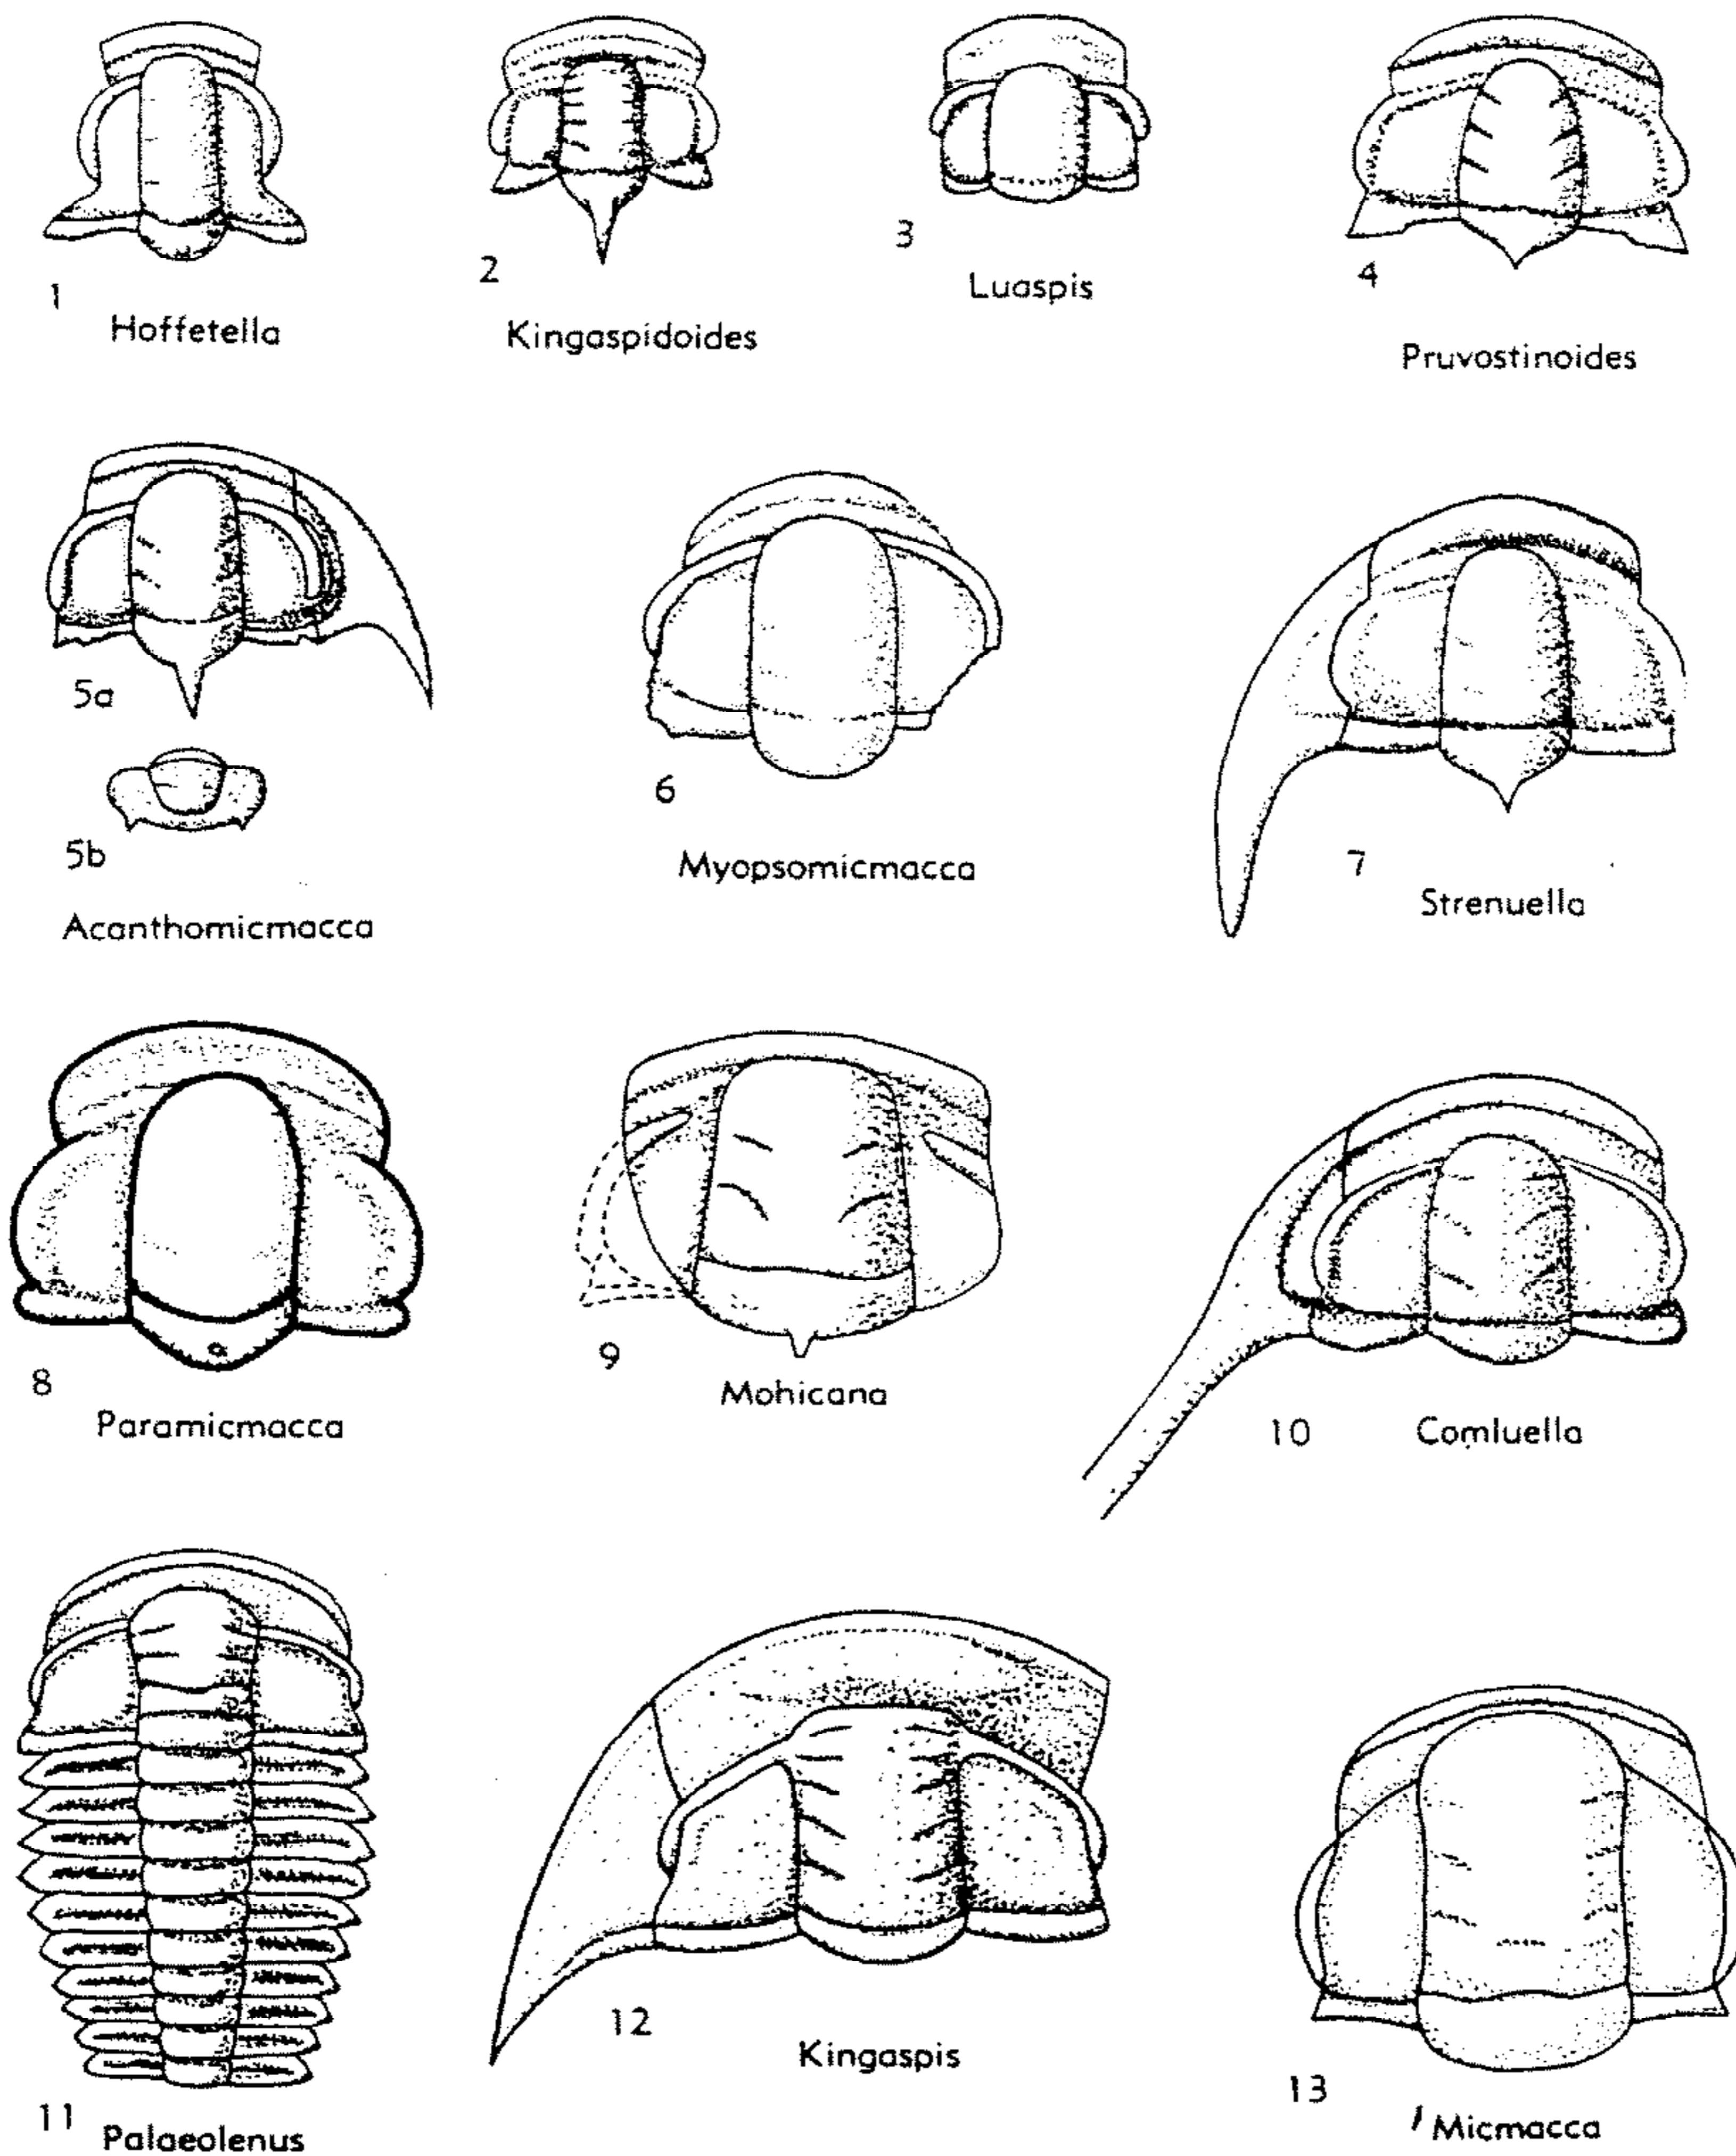 1
Hoffetella
2
Kingaspidoides
3
Luaspis
4
Pruvostinoides
5a
5b
Acanthomicmacca
6
Myopsomicmacca
7
Strenuella
8
Paramicmacca
9
Mohicana
10
Comluella
11
Palaeolenus
12
Kingaspis
13
Micmacca